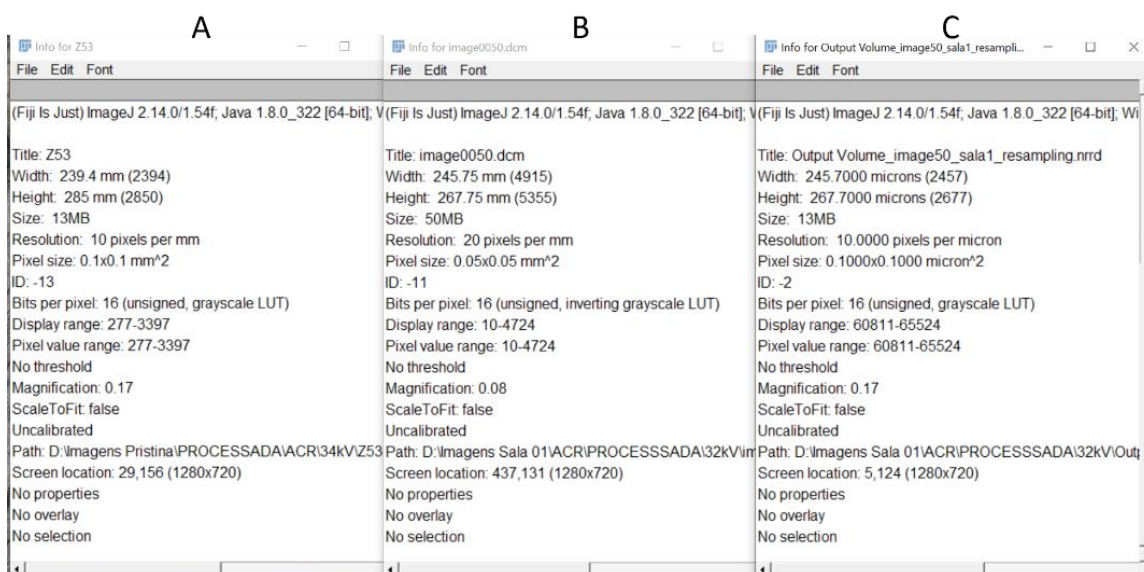 A
B
C
Info for Z53
File Edit Font
(Fiji Is Just) ImageJ 2.14.0/1.54f; Java 1.8.0_322 [64-bit];
Title: Z53
Width: 239.4 mm (2394)
Height: 285 mm (2850)
Size: 13MB
Resolution: 10 pixels per mm
Pixel size: 0.1x0.1 mm^2
ID: -13
Bits per pixel: 16 (unsigned, grayscale LUT)
Display range: 277-3397
Pixel value range: 277-3397
No threshold
Magnification: 0.17
ScaleToFit: false
Uncalibrated
Path: D:\Imagens Pristina\PROCESSADA\ACR\34kV\Z53
Screen location: 29,156 (1280x720)
No properties
No overlay
No selection
Info for image0050.dcm
File Edit Font
(Fiji Is Just) ImageJ 2.14.0/1.54f; Java 1.8.0_322 [64-bit];
Title: image0050.dcm
Width: 245.75 mm (4915)
Height: 267.75 mm (5355)
Size: 50MB
Resolution: 20 pixels per mm
Pixel size: 0.05x0.05 mm^2
ID: -11
Bits per pixel: 16 (unsigned, inverting grayscale LUT)
Display range: 10-4724
Pixel value range: 10-4724
No threshold
Magnification: 0.08
ScaleToFit: false
Uncalibrated
Path: D:\Imagens Sala 01\ACR\PROCESSSADA\32kV\im
Screen location: 437,131 (1280x720)
No properties
No overlay
No selection
Info for Output Volume_image50_sala1_resampli...
File Edit Font
(Fiji Is Just) ImageJ 2.14.0/1.54f; Java 1.8.0_322 [64-bit]; Wi
Title: Output Volume_image50_sala1_resampling.nrrd
Width: 245.7000 microns (2457)
Height: 267.7000 microns (2677)
Size: 13MB
Resolution: 10.0000 pixels per micron
Pixel size: 0.1000x0.1000 micron^2
ID: -2
Bits per pixel: 16 (unsigned, grayscale LUT)
Display range: 60811-65524
Pixel value range: 60811-65524
No threshold
Magnification: 0.17
ScaleToFit: false
Uncalibrated
Path: D:\Imagens Sala 01\ACR\PROCESSSADA\32kV\Outp
Screen location: 5,124 (1280x720)
No properties
No overlay
No selection